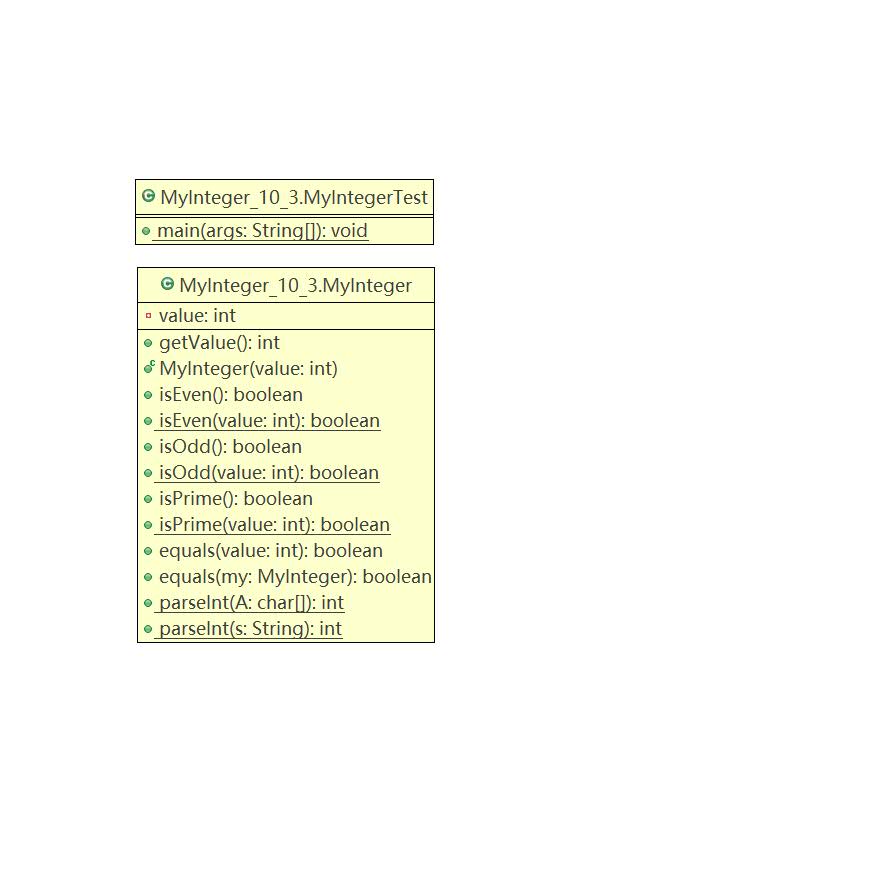 MyInteger_10_3.MyIntegerTest
main(args: String[]): void
MyInteger_10_3.MyInteger
value: int
getValue(): int
MyInteger(value: int)
isEven(): boolean
isEven(value: int): boolean
isOdd(): boolean
isOdd(value: int): boolean
isPrime(): boolean
isPrime(value: int): boolean
equals(value: int): boolean
equals(my: MyInteger): boolean
parseInt(A: char[]): int
parseInt(s: String): int